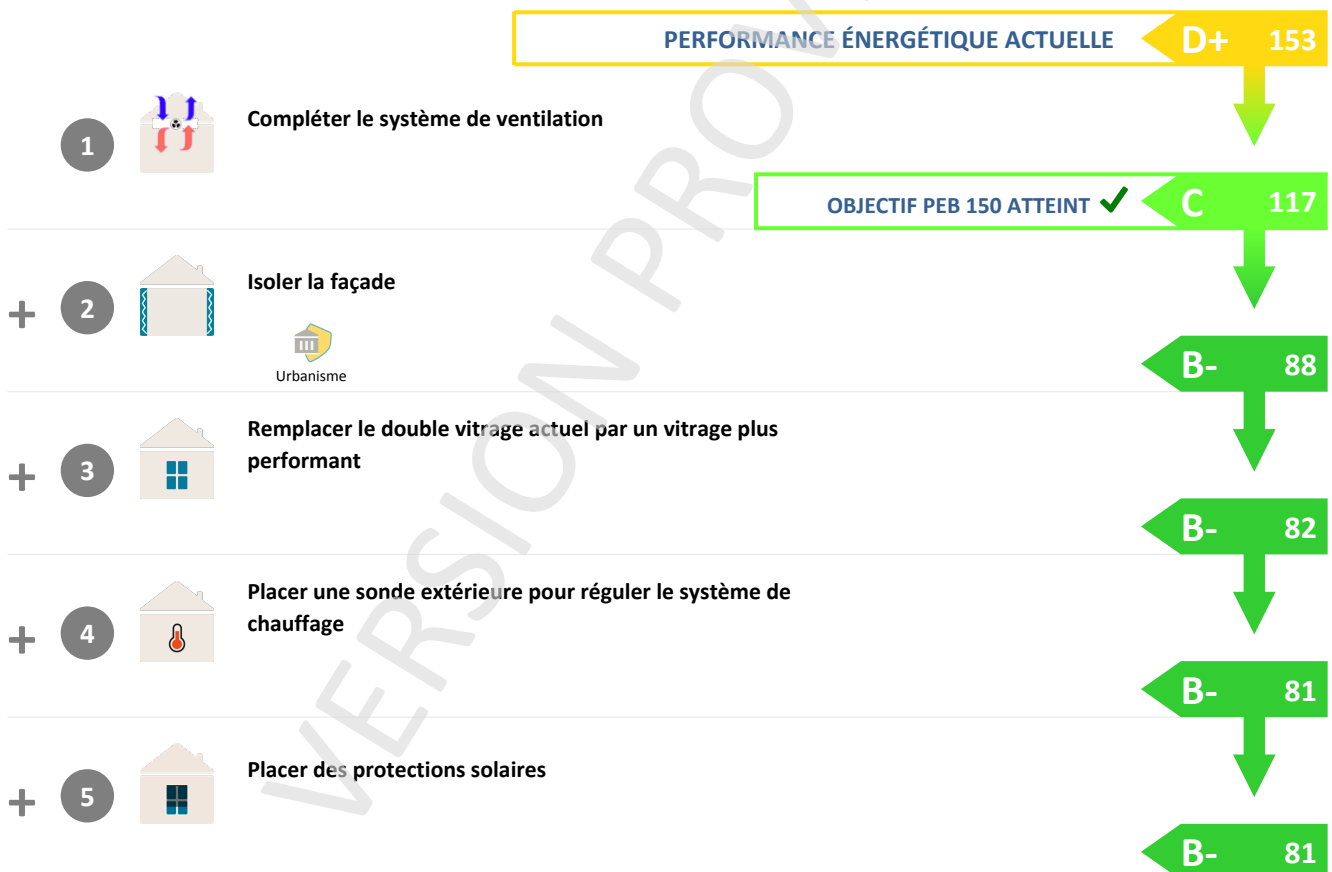 PERFORMANCE ÉNERGÉTIQUE ACTUELLE D+ 153
1 Compléter le système de ventilation
OBJECTIF PEB 150 ATTEINT ✔ C 117
+ 2 Isoler la façade
Urbanisme
B- 88
Remplacer le double vitrage actuel par un vitrage plus
+ 3 performant
B- 82
Placer une sonde extérieure pour réguler le système de
+ 4 chauffage
B- 81
+ 5 Placer des protections solaires
B- 81
VERSION PROV